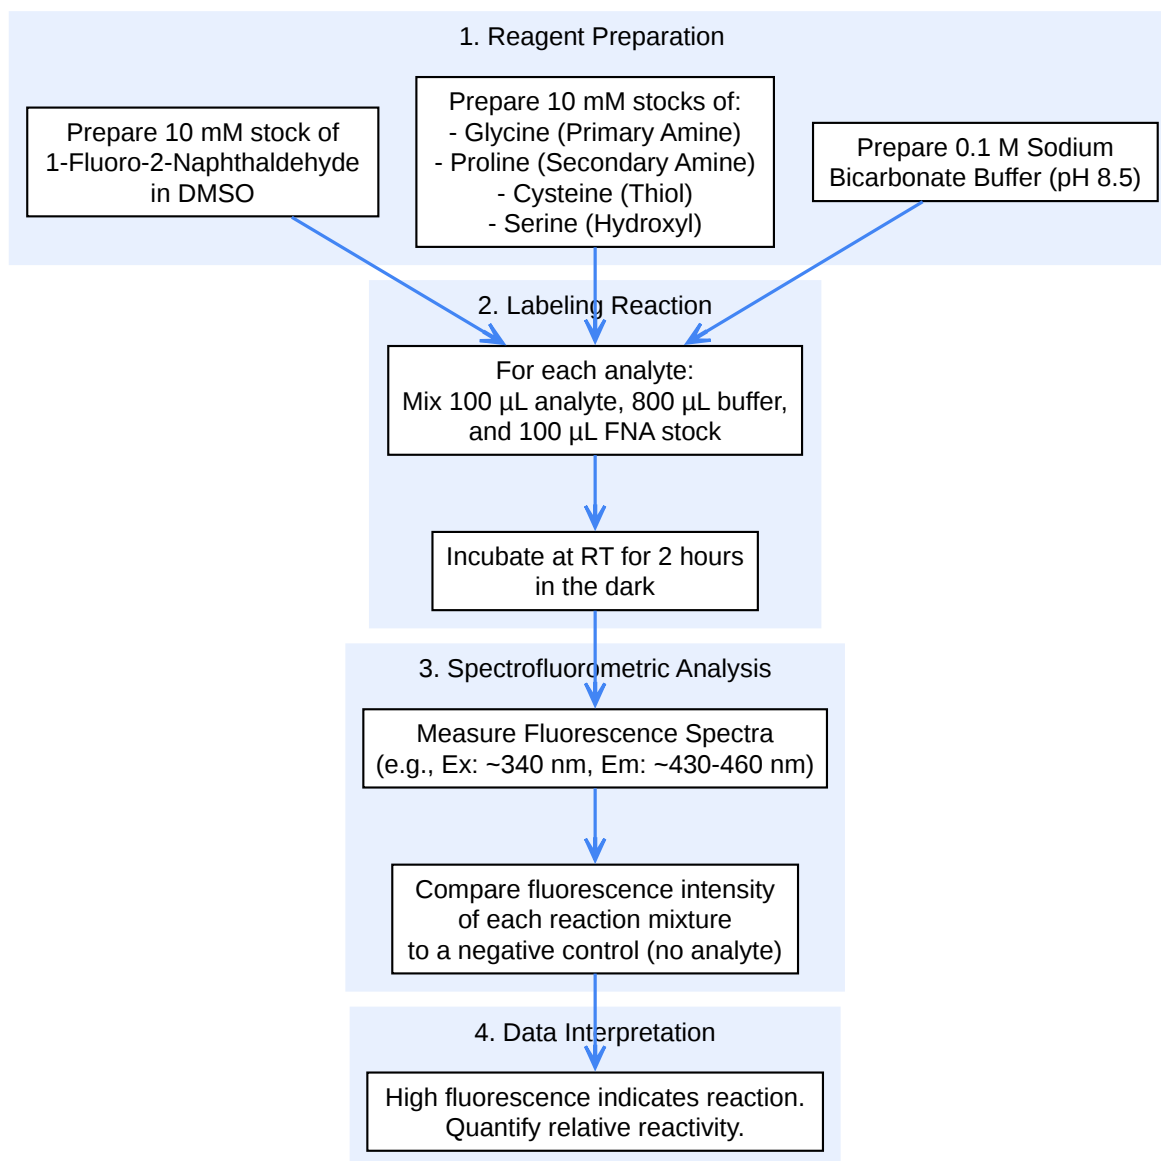 1. Reagent Preparation
Prepare 10 mM stock of
1-Fluoro-2-Naphthaldehyde
in DMSO
Prepare 10 mM stocks of:
- Glycine (Primary Amine)
- Proline (Secondary Amine)
- Cysteine (Thiol)
- Serine (Hydroxyl)
Prepare 0.1 M Sodium
Bicarbonate Buffer (pH 8.5)
2. Labeling Reaction
For each analyte:
Mix 100 µL analyte, 800 µL buffer,
and 100 µL FNA stock
Incubate at RT for 2 hours
in the dark
3. Spectrofluorometric Analysis
Measure Fluorescence Spectra
(e.g., Ex: ~340 nm, Em: ~430-460 nm)
Compare fluorescence intensity
of each reaction mixture
to a negative control (no analyte)
4. Data Interpretation
High fluorescence indicates reaction.
Quantify relative reactivity.